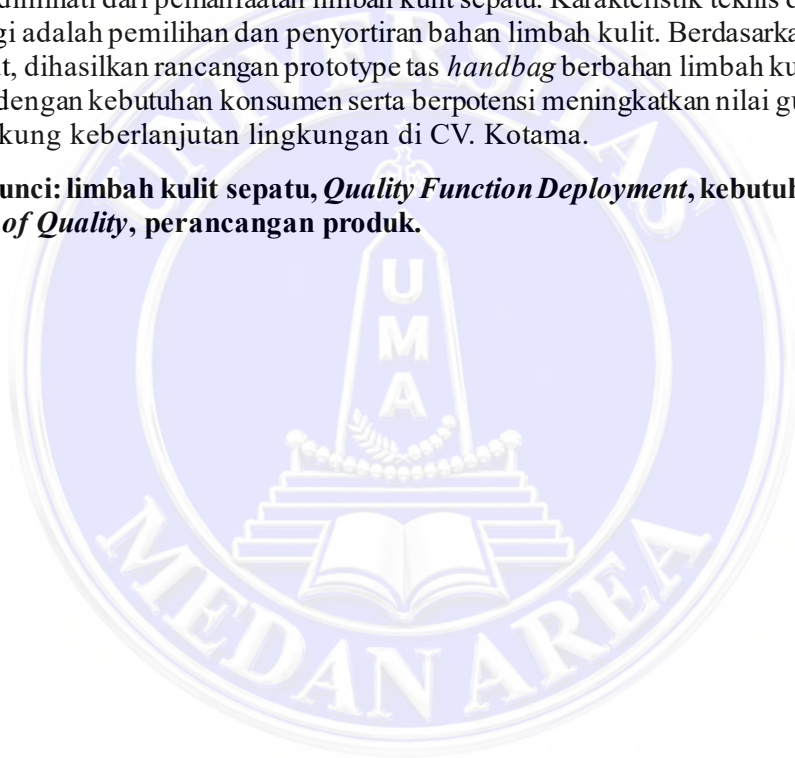 diminati dari pemanfaatan limbah kulit sepatu. Karakteristik teknis d
gi adalah pemilihan dan penyortiran bahan limbah kulit. Berdasarka
t, dihasilkan rancangan prototype tas handbag berbahan limbah ku
dengan kebutuhan konsumen serta berpotensi meningkatkan nilai gu
kung keberlanjutan lingkungan di CV. Kotama.
unci: limbah kulit sepatu, Quality Function Deployment, kebutuh
of Quality, perancangan produk.
UNIVERSITAS
UMA
MEDAN AREA